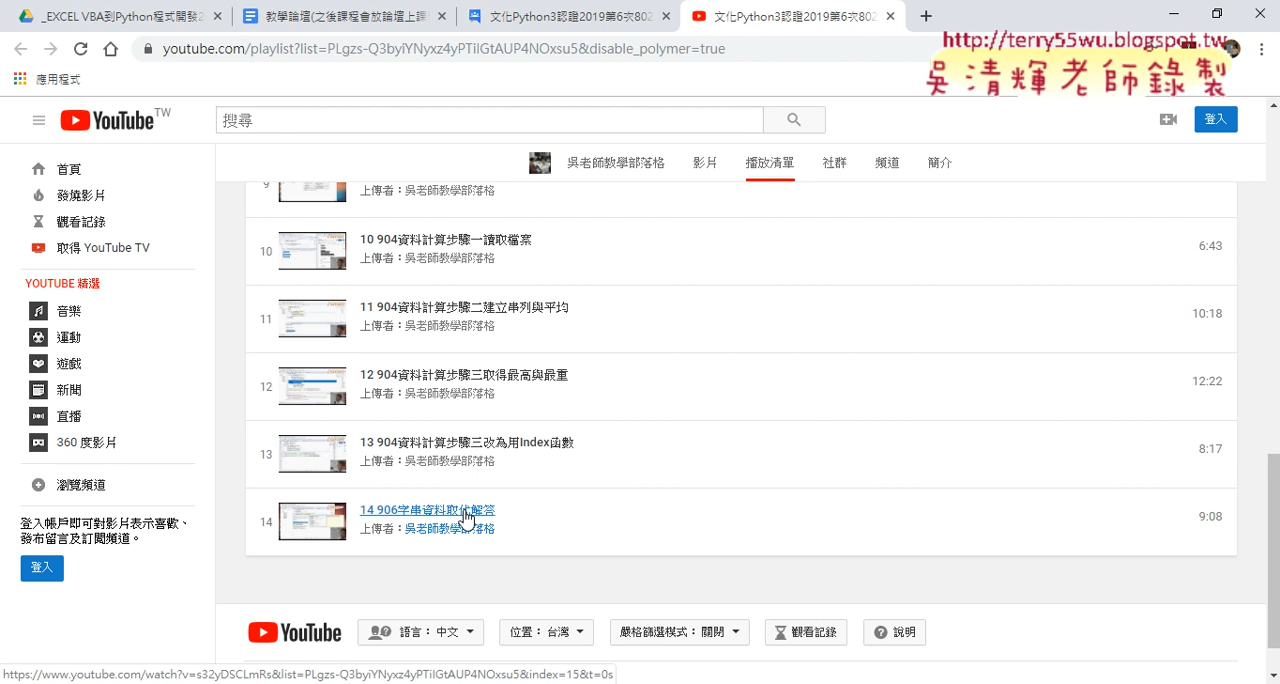 _EXCEL VBA到Python程式開發2
教學論壇(之後課程會放論壇上課
文化Python3認證2019第6次802
文化Python3認證2019第6次802
youtube.com/playlist?list=PLgzs-Q3byiYNyxz4yPTilGtAUP4NOxsu5&disable_polymer=true
http://terry55wu.blogspot.tw
吳清輝老師錄製
應用程式
YouTube TW
搜尋
登入
首頁
發燒影片
觀看記錄
取得 YouTube TV
YOUTUBE 精選
音樂
運動
遊戲
新聞
直播
360 度影片
瀏覽頻道
登入帳戶即可對影片表示喜歡、
發布留言及訂閱頻道。
登入
吳老師教學部落格
影片
播放清單
社群
頻道
簡介
9
上傳者：吳老師教學部落格
10
10 904資料計算步驟一讀取檔案
6:43
上傳者：吳老師教學部落格
11
11 904資料計算步驟二建立串列與平均
10:18
上傳者：吳老師教學部落格
12
12 904資料計算步驟三取得最高與最重
12:22
上傳者：吳老師教學部落格
13
13 904資料計算步驟三改為用Index函數
8:17
上傳者：吳老師教學部落格
14
14 906字串資料取代解答
9:08
上傳者：吳老師教學部落格
YouTube
語言：中文
位置：台灣
嚴格篩選模式：關閉
觀看記錄
說明
https://www.youtube.com/watch?v=s32yDSCLmRs&list=PLgzs-Q3byiYNyxz4yPTilGtAUP4NOxsu5&index=15&t=0s